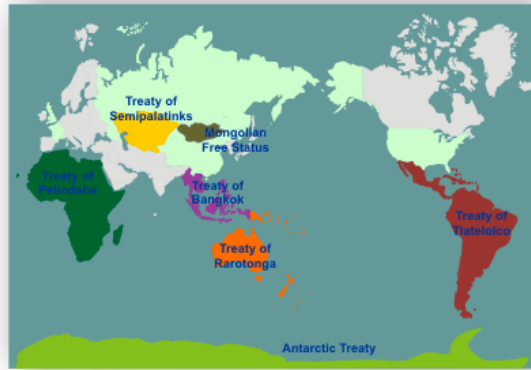 Treaty of
Semipalatinks
Mongolian
Free Status
Treaty of
Pelindaba
Treaty of
Bangkok
Treaty of
Rarotonga
Treaty of
Tlatelolco
Antarctic Treaty